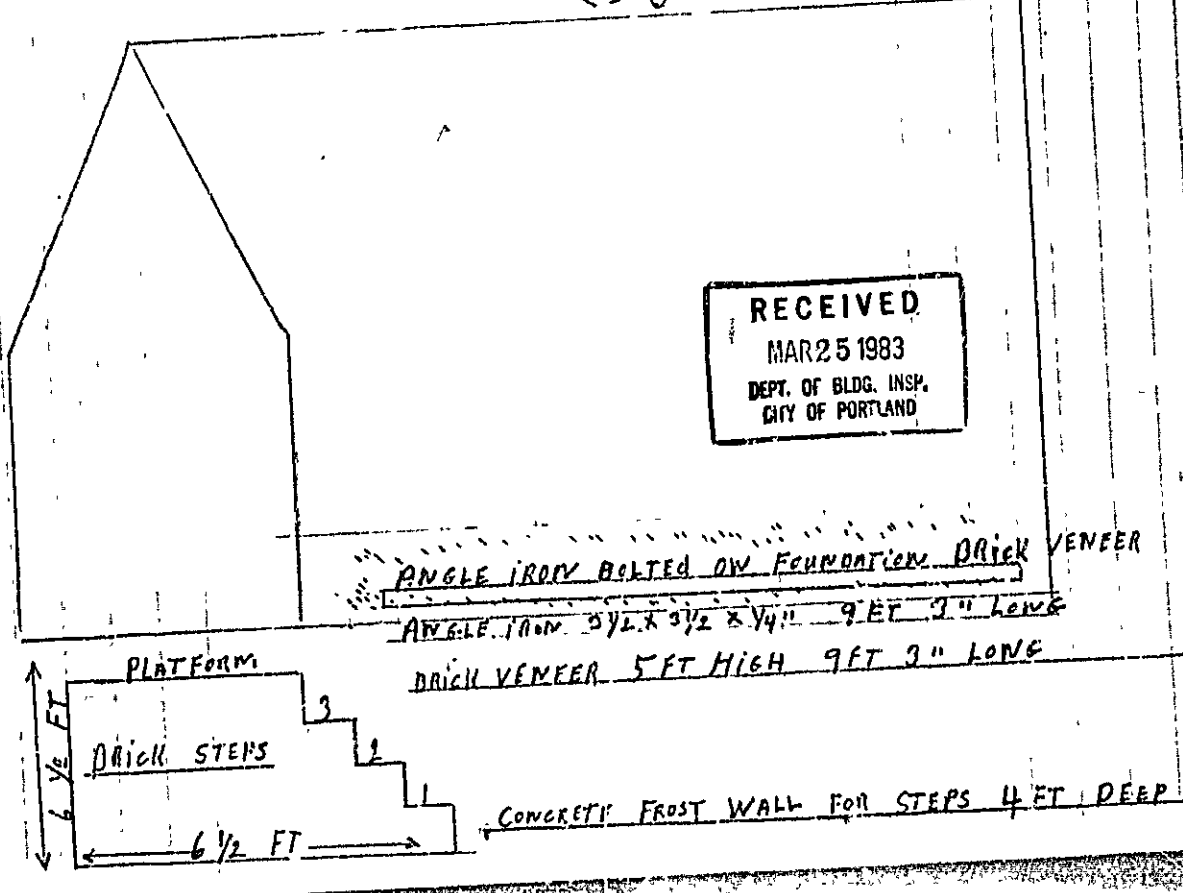 RECEIVED
MAR 25 1983
DEPT. OF BLDG. INSP.
CITY OF PORTLAND
ANGLE IRON BOLTED ON FOUNDATION BRICK VENEER
ANGLE IRON 3 1/2 X 3 1/2 X 1/4" 9 FT 3" LONG
BRICK VENEER 5 FT HIGH 9 FT 3" LONG
PLATFORM
3
2
1
BRICK STEPS
6 1/2 FT
6 1/2 FT
CONCRETE FROST WALL FOR STEPS 4 FT DEEP